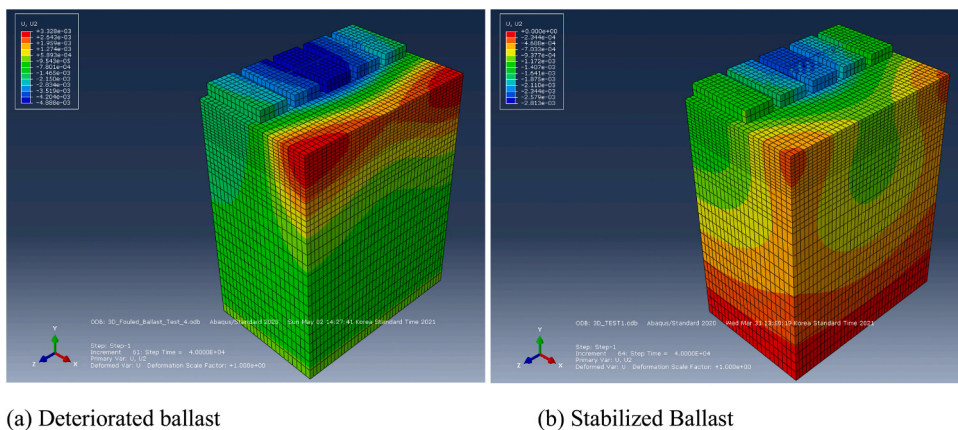 U, U2
+3.328e-03
+2.643e-03
+1.959e-03
+1.274e-03
+5.893e-04
-9.543e-05
-7.801e-04
-1.465e-03
-2.150e-03
-2.834e-03
-3.519e-03
-4.204e-03
-4.888e-03
ODB: 3D_Fouled_Ballast_Test_4.odb Abaqus/Standard 2020 Sun May 02 14:27:41 Korea Standard Time 2021
Y
Z
X
Step: Step-1
Increment 61: Step Time = 4.0000E+04
Primary Var: U, U2
Deformed Var: U Deformation Scale Factor: +1.000e+00
U, U2
+0.000e+00
-2.344e-04
-4.688e-04
-7.033e-04
-9.377e-04
-1.172e-03
-1.407e-03
-1.641e-03
-1.875e-03
-2.110e-03
-2.344e-03
-2.579e-03
-2.813e-03
ODB: 3D_TEST1.odb Abaqus/Standard 2020 Wed Mar 31 Korea Standard Time 2021
Y
Z
X
Step: Step-1
Increment 64: Step Time = 4.0000E+04
Primary Var: U, U2
Deformed Var: U Deformation Scale Factor: +1.000e+00
(a) Deteriorated ballast
(b) Stabilized Ballast